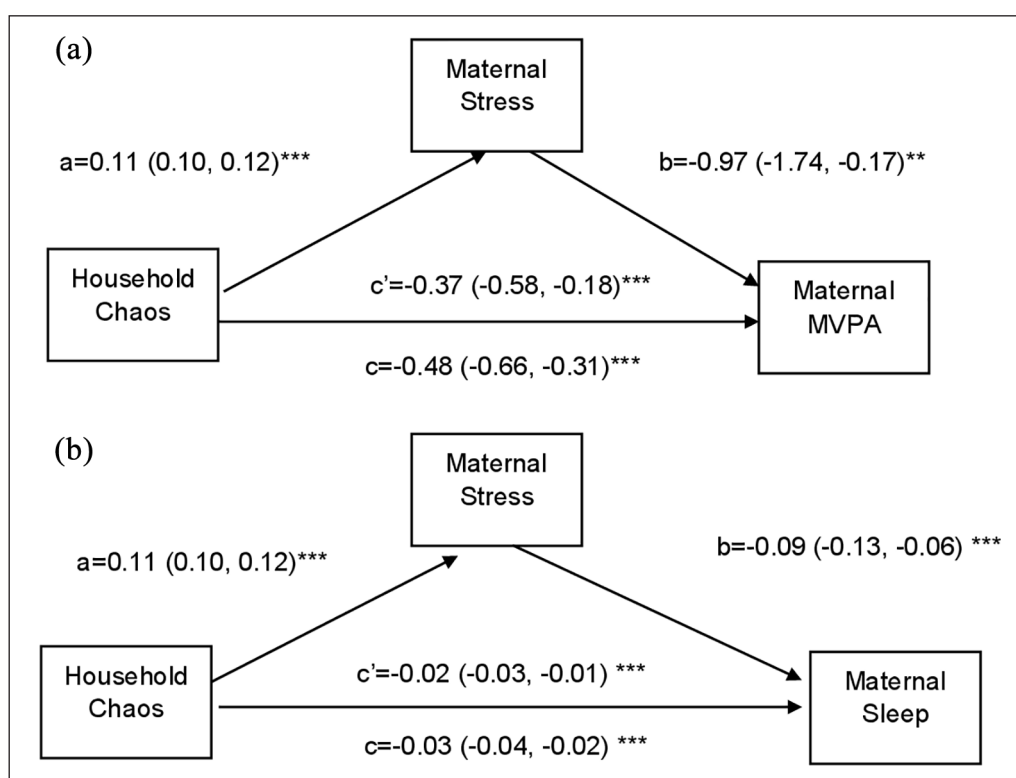 (a)
Maternal
Stress
a=0.11 (0.10, 0.12)***
b=-0.97 (-1.74, -0.17)**
Household
Chaos
c’=-0.37 (-0.58, -0.18)***
Maternal
MVPA
c=-0.48 (-0.66, -0.31)***
(b)
Maternal
Stress
a=0.11 (0.10, 0.12)***
b=-0.09 (-0.13, -0.06) ***
Household
Chaos
c’=-0.02 (-0.03, -0.01) ***
Maternal
Sleep
c=-0.03 (-0.04, -0.02) ***